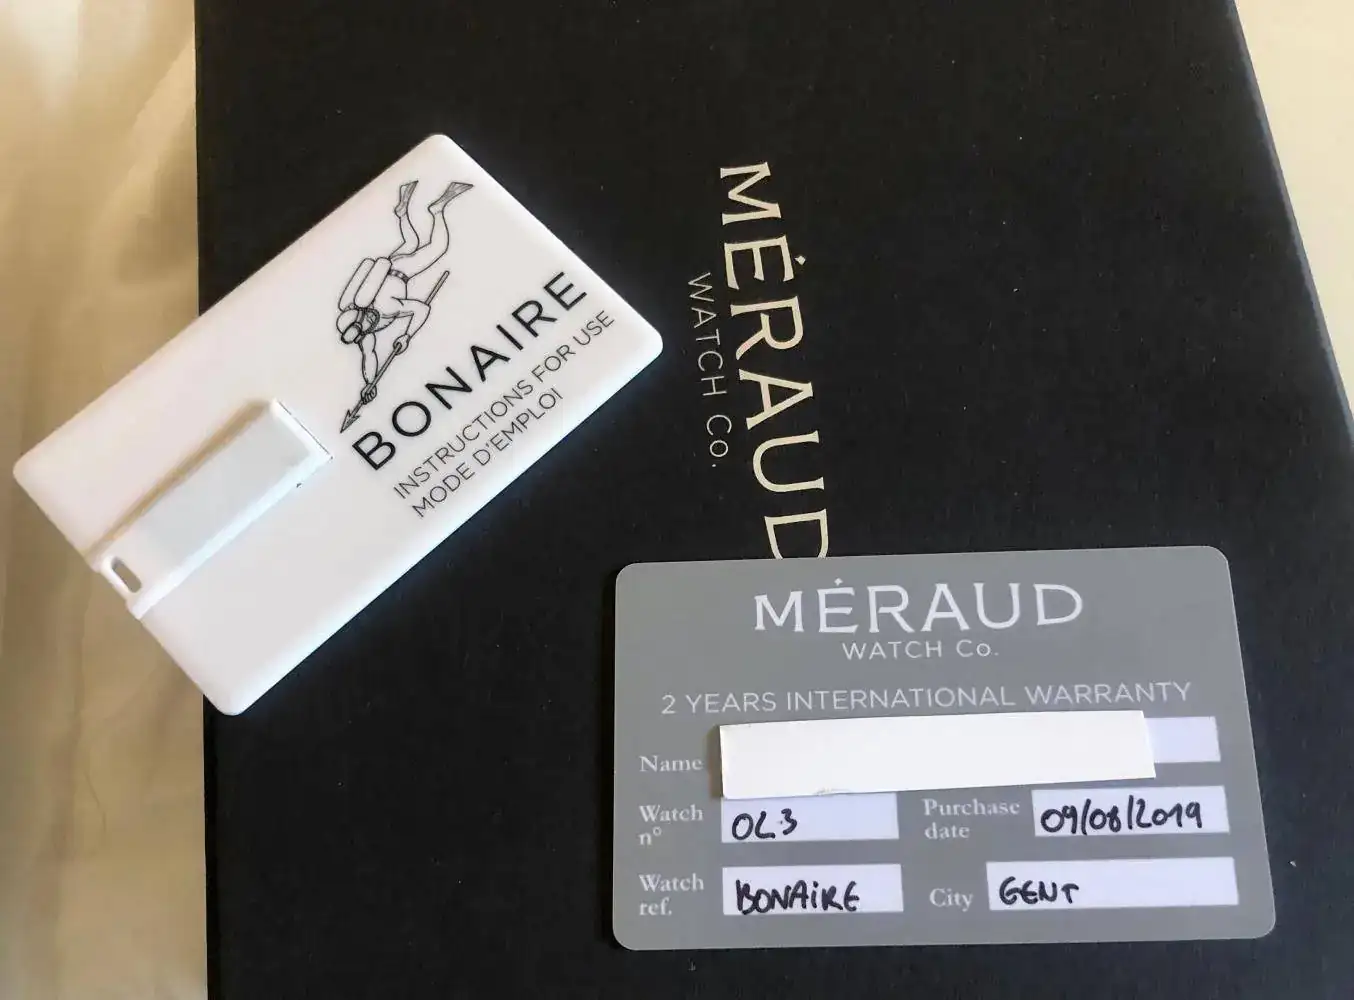 BONAIRE
INSTRUCTIONS FOR USE
MODE D'EMPLOI
MÉRAUD
WATCH Co.
MÉRAUD
WATCH Co.
2 YEARS INTERNATIONAL WARRANTY
Name
Watch n° OL3 Purchase date 09/08/2019
Watch ref. BONAIRE City GENT